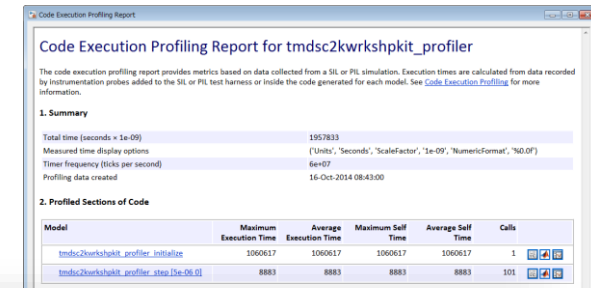 Code Execution Profiling Report
Code Execution Profiling Report for tmdsc2kwrkshpkit_profiler
The code execution profiling report provides metrics based on data collected from a SIL or PIL simulation. Execution times are calculated from data recorded
by instrumentation probes added to the SIL or PIL test harness or inside the code generated for each model. See Code Execution Profiling for more
information.
1. Summary
Total time (seconds × 1e-09) 1957833
Measured time display options {'Units', 'Seconds', 'ScaleFactor', '1e-09', 'NumericFormat', '%0.0f'}
Timer frequency (ticks per second) 6e+07
Profiling data created 16-Oct-2014 08:43:00
2. Profiled Sections of Code
Model Maximum Execution Time Average Execution Time Maximum Self Time Average Self Time Calls
tmdsc2kwrkshpkit_profiler_initialize 1060617 1060617 1060617 1060617 1
tmdsc2kwrkshpkit_profiler_step [5e-06 0] 8883 8883 8883 8883 101